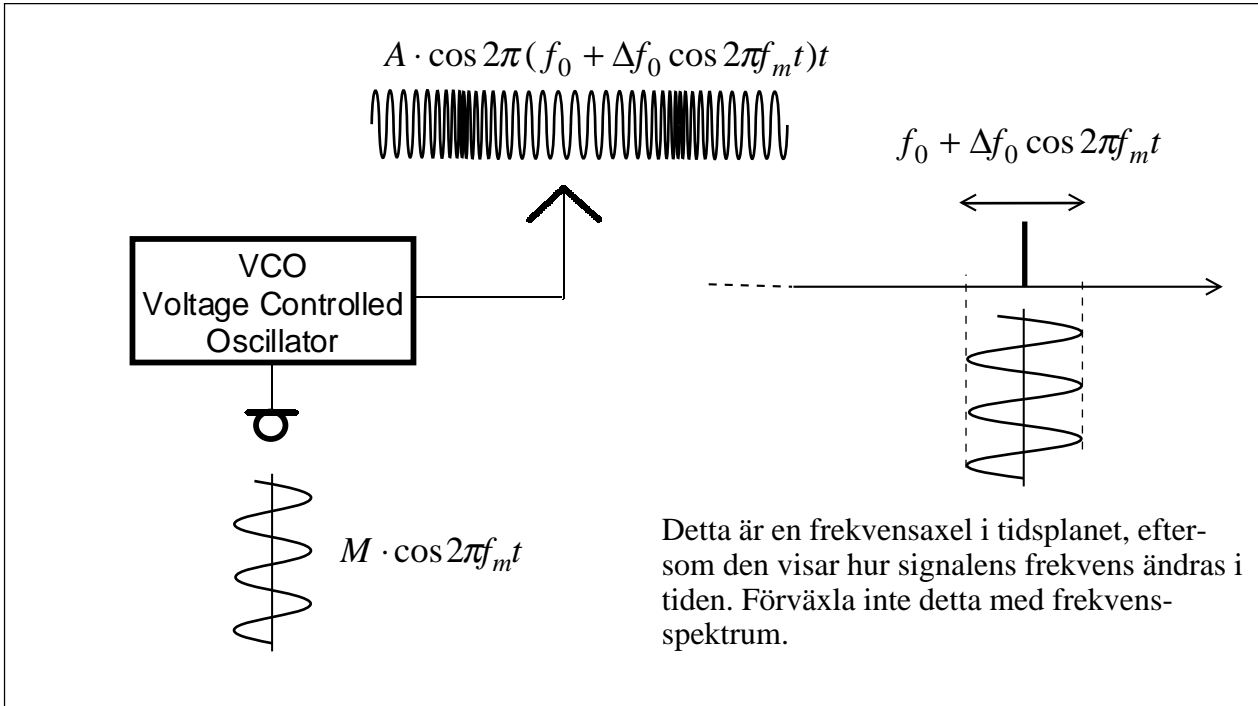 A · cos 2π(f₀ + Δf₀ cos 2πfₘt)t
f₀ + Δf₀ cos 2πfₘt
VCO
Voltage Controlled
Oscillator
M · cos 2πfₘt
Detta är en frekvensaxel i tidsplanet, efter-
som den visar hur signalens frekvens ändras i
tiden. Förväxla inte detta med frekvens-
spektrum.